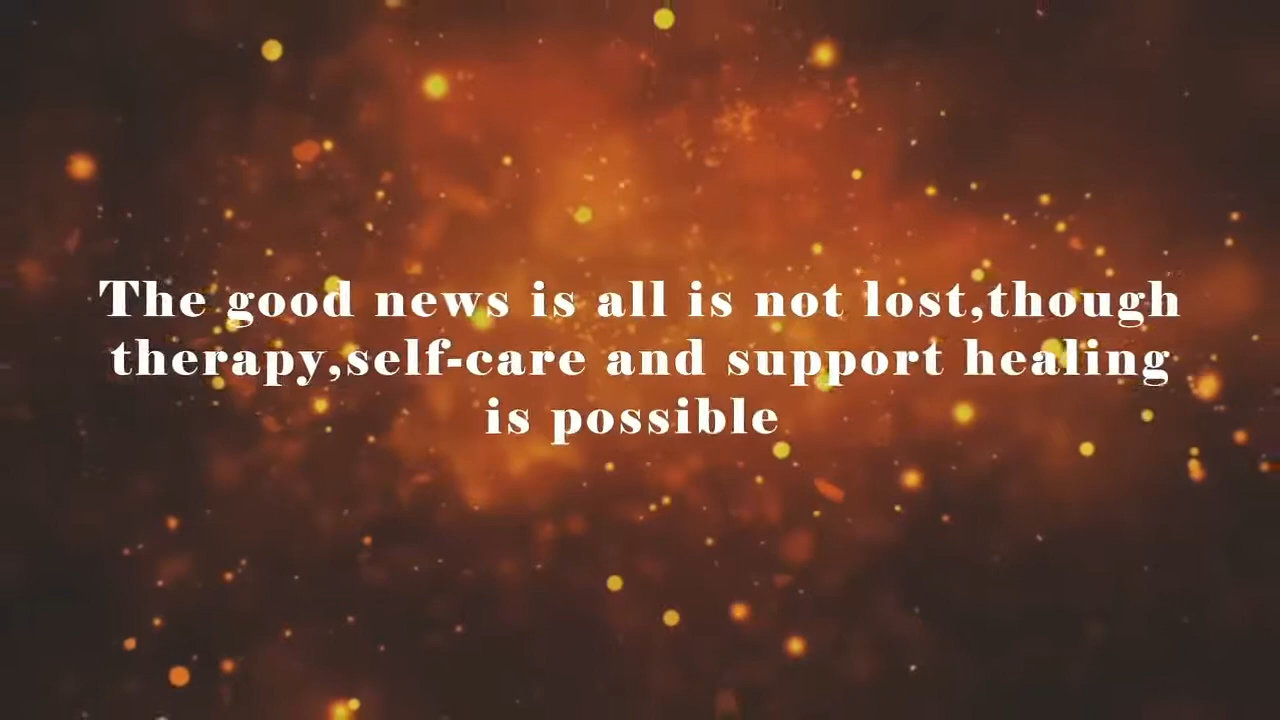 The good news is all is not lost,though
therapy,self-care and support healing
is possible